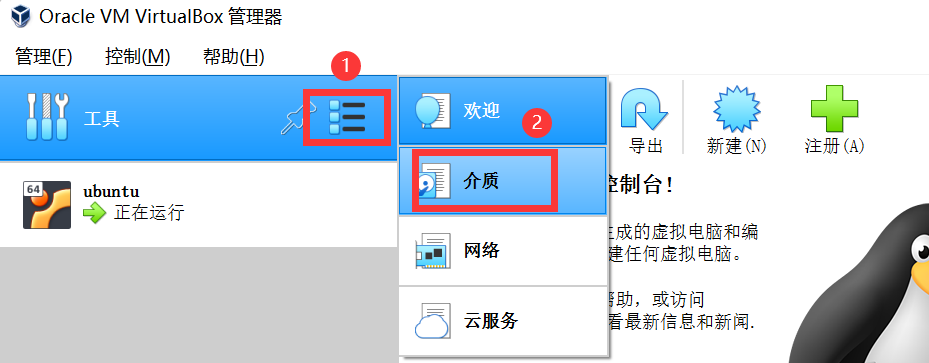 Oracle VM VirtualBox 管理器
管理(F) 控制(M) 帮助(H)
1
工具
欢迎
2
导出
新建(N)
注册(A)
介质
控制台!
64
ubuntu
正在运行
生成的虚拟电脑和编
建任何虚拟电脑。
网络
帮助，或访问
云服务
看最新信息和新闻.